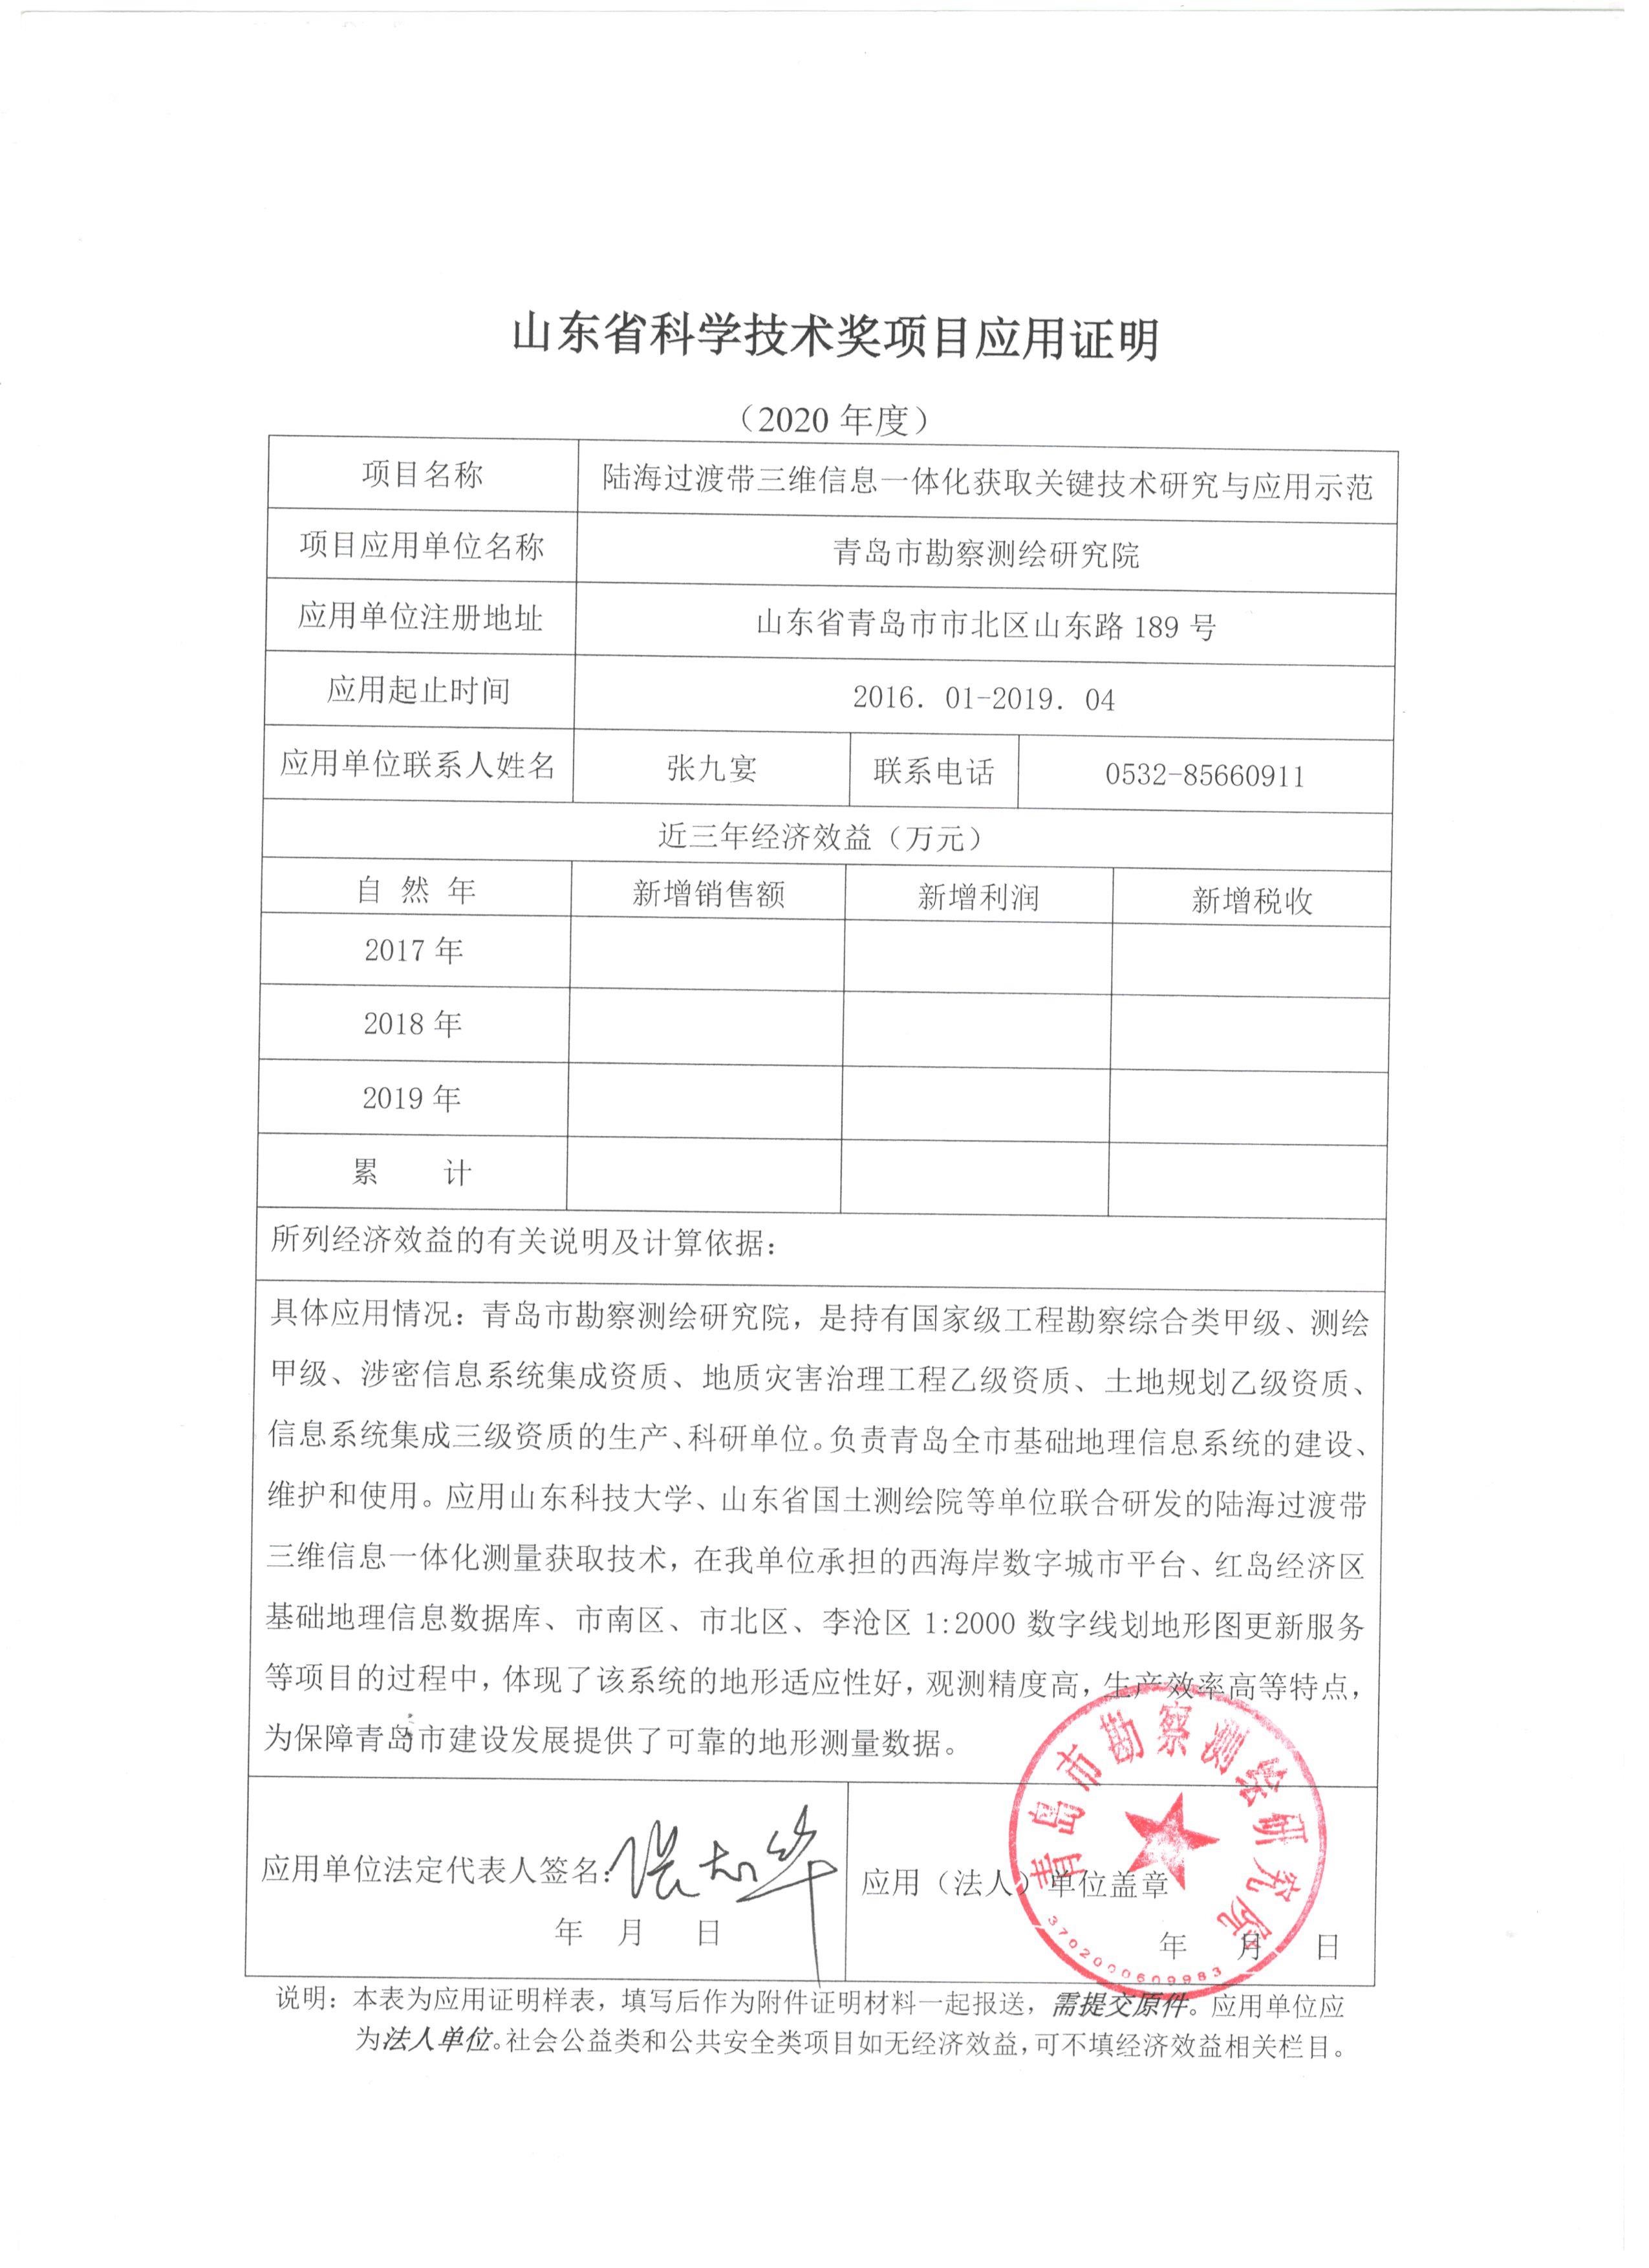 山东省科学技术奖项目应用证明
（2020 年度）
项目名称 陆海过渡带三维信息一体化获取关键技术研究与应用示范
项目应用单位名称 青岛市勘察测绘研究院
应用单位注册地址 山东省青岛市市北区山东路 189 号
应用起止时间 2016．01-2019．04
应用单位联系人姓名 张九宴 联系电话 0532-85660911
近三年经济效益（万元）
自 然 年 新增销售额 新增利润 新增税收
2017 年
2018 年
2019 年
累 计
所列经济效益的有关说明及计算依据：
具体应用情况：青岛市勘察测绘研究院，是持有国家级工程勘察综合类甲级、测绘
甲级、涉密信息系统集成资质、地质灾害治理工程乙级资质、土地规划乙级资质、
信息系统集成三级资质的生产、科研单位。负责青岛全市基础地理信息系统的建设、
维护和使用。应用山东科技大学、山东省国土测绘院等单位联合研发的陆海过渡带
三维信息一体化测量获取技术，在我单位承担的西海岸数字城市平台、红岛经济区
基础地理信息数据库、市南区、市北区、李沧区 1:2000 数字线划地形图更新服务
等项目的过程中，体现了该系统的地形适应性好，观测精度高，生产效率高等特点，
为保障青岛市建设发展提供了可靠的地形测量数据。
应用单位法定代表人签名： 张志华
年 月 日
应用（法人）单位盖章
年 月 日
青岛市勘察测绘研究院
3702000609983
说明：本表为应用证明样表，填写后作为附件证明材料一起报送，需提交原件。应用单位应
为法人单位。社会公益类和公共安全类项目如无经济效益，可不填经济效益相关栏目。